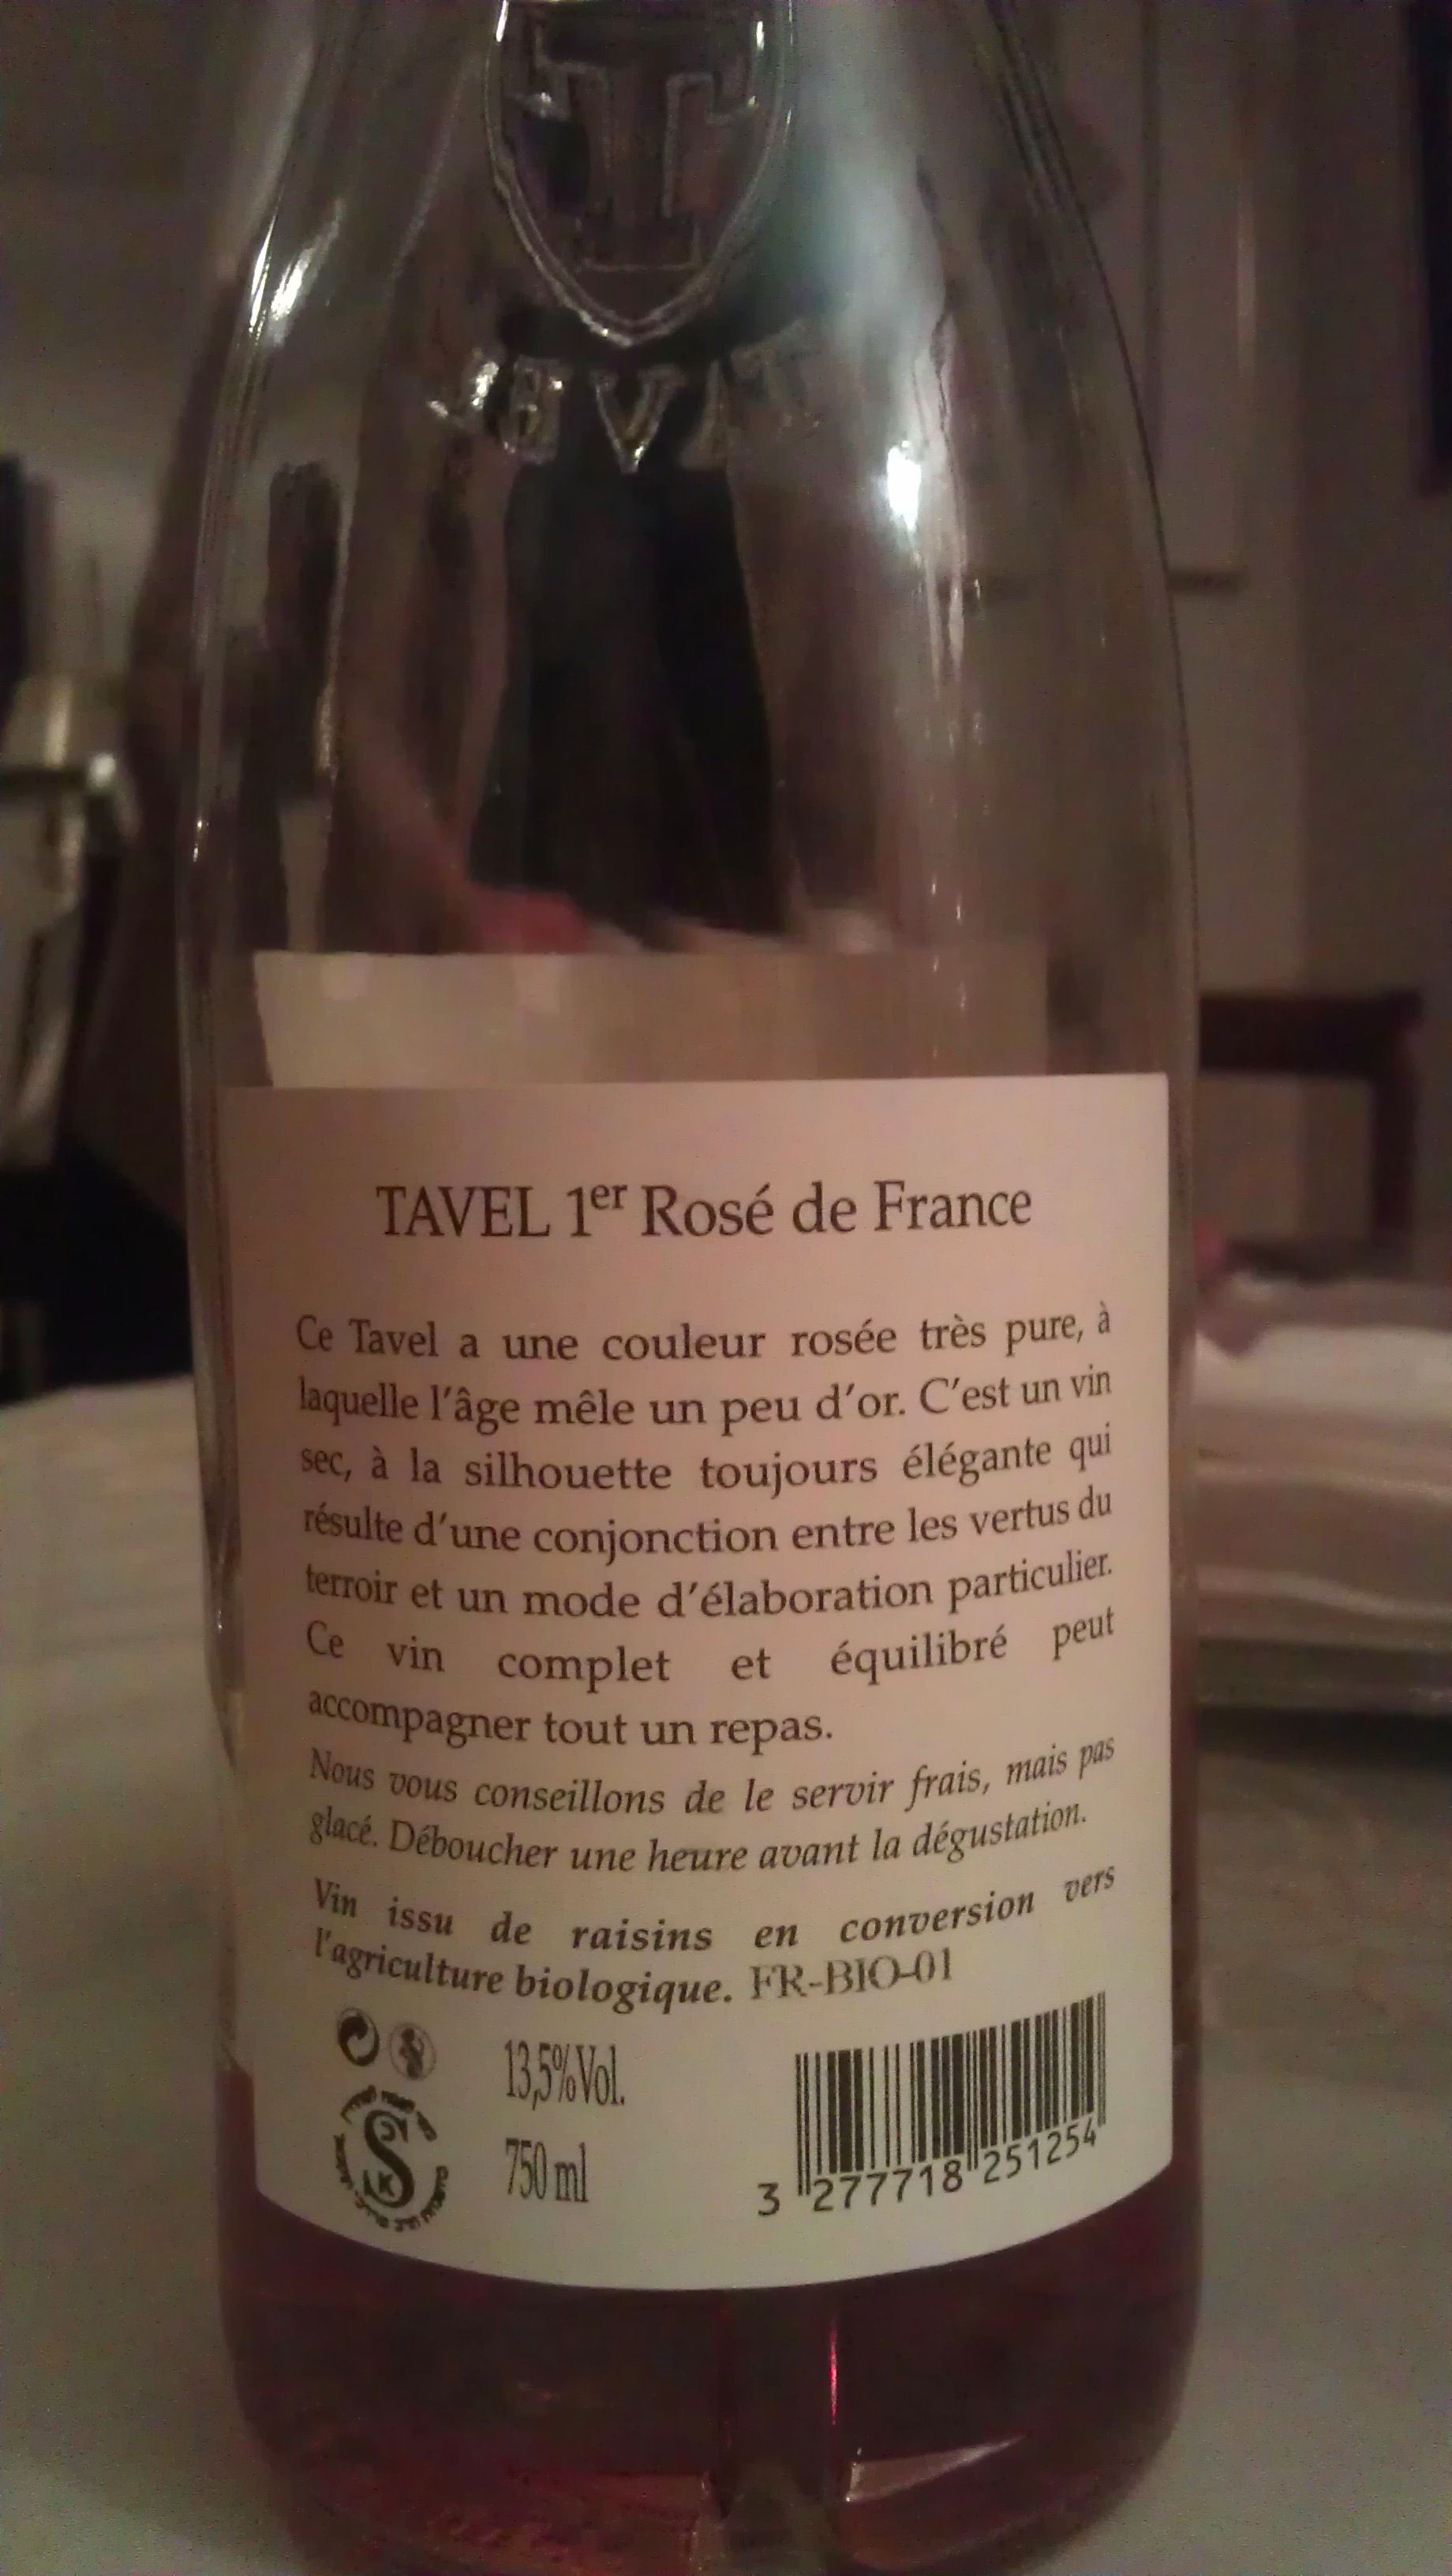 T
TAVEL 1er Rosé de France
Ce Tavel a une couleur rosée très pure, à
laquelle l'âge mêle un peu d'or. C'est un vin
sec, à la silhouette toujours élégante qui
résulte d'une conjonction entre les vertus du
terroir et un mode d'élaboration particulier.
Ce vin complet et équilibré peut
accompagner tout un repas.
Nous vous conseillons de le servir frais, mais pas
glacé. Déboucher une heure avant la dégustation.
Vin issu de raisins en conversion vers
l'agriculture biologique. FR-BIO-01
13,5%Vol.
750 ml
K
3 277718 251254